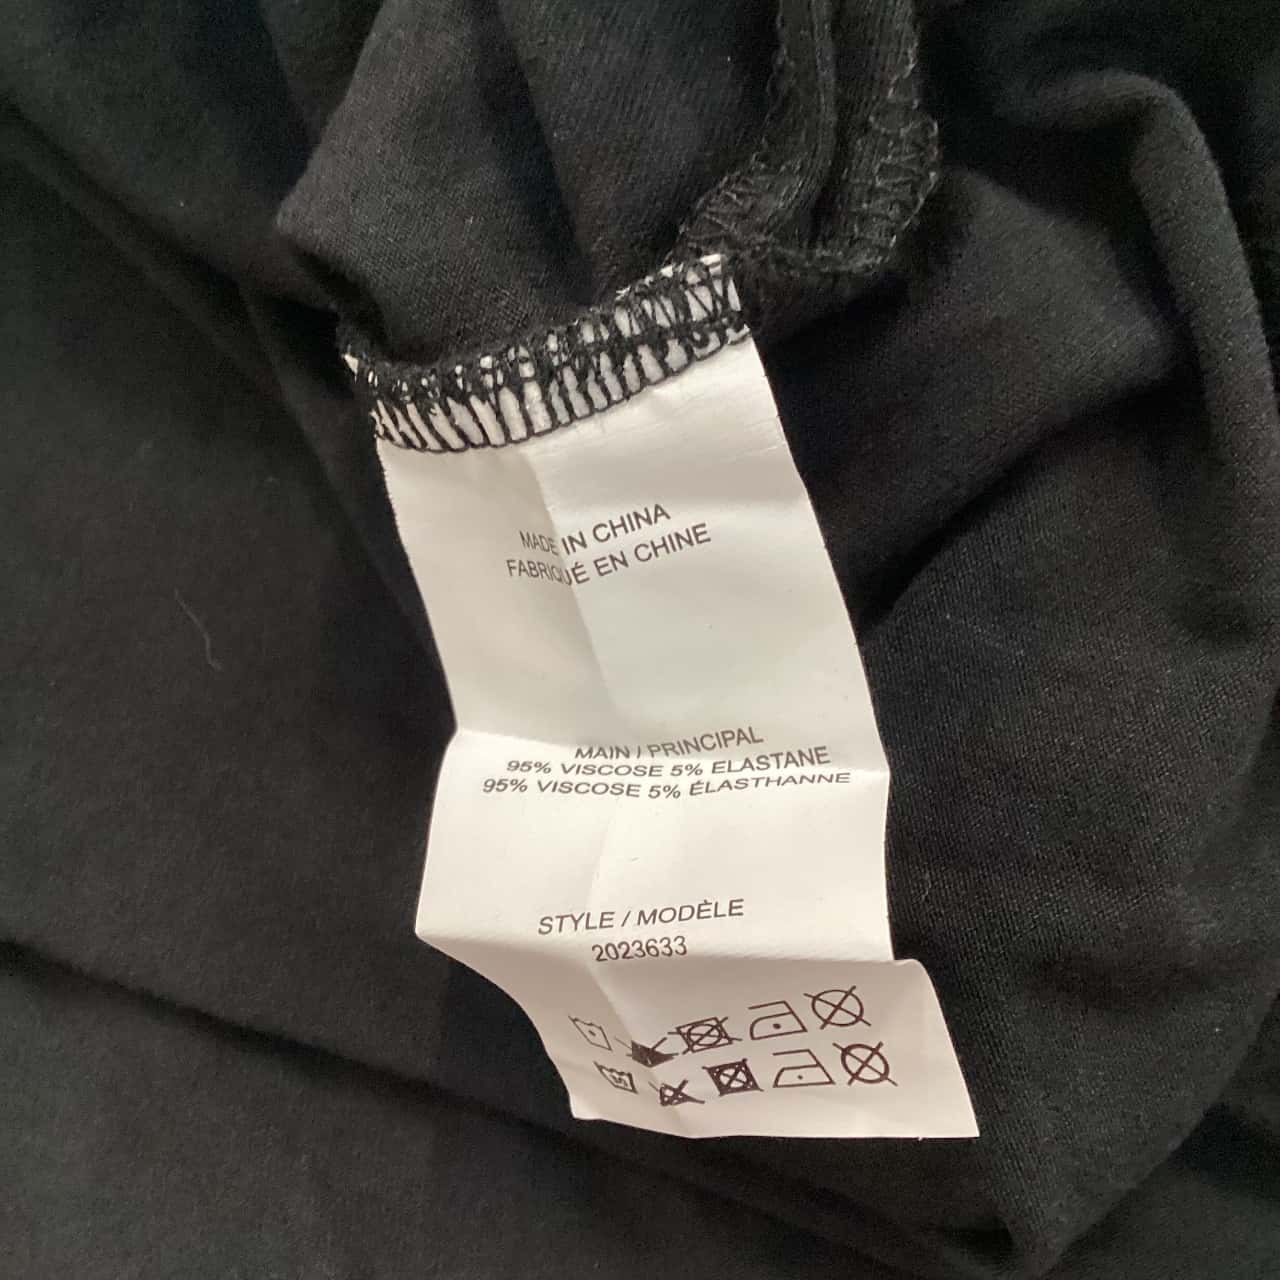 MADE IN CHINA
FABRIQUÉ EN CHINE
MAIN / PRINCIPAL
95% VISCOSE 5% ELASTANE
95% VISCOSE 5% ÉLASTHANNE
STYLE / MODÈLE
2023633